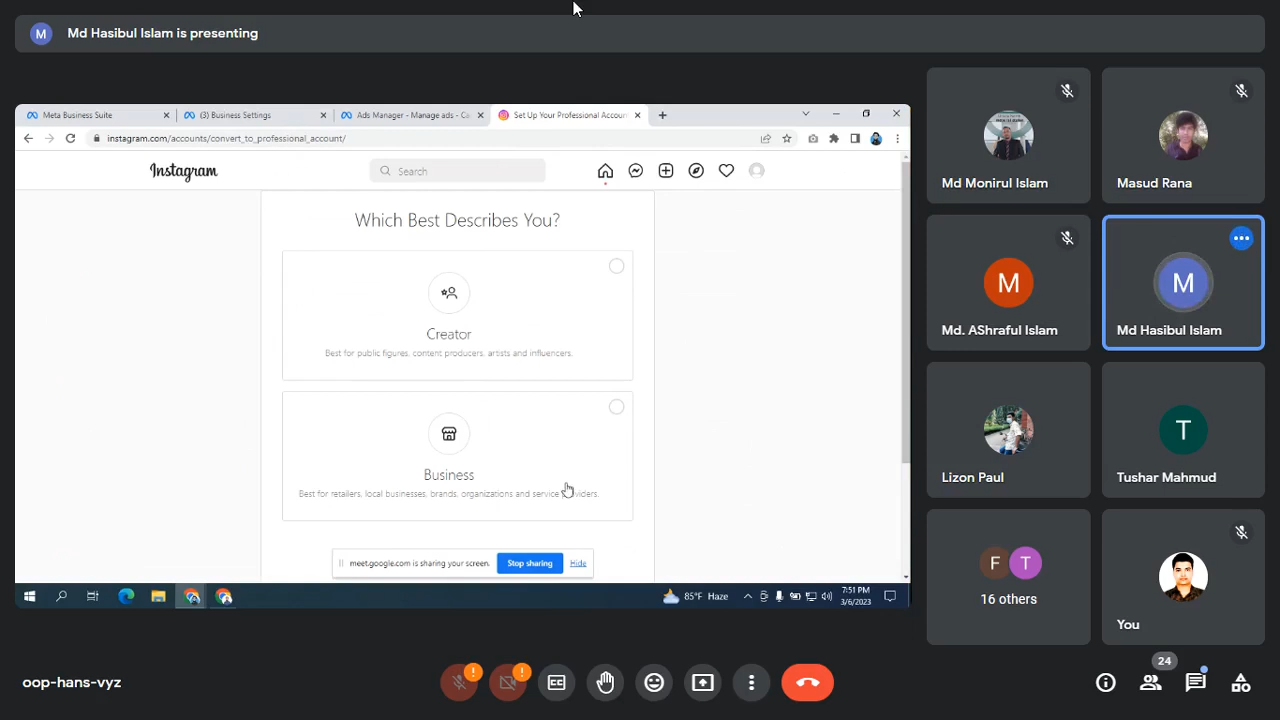 M
Md Hasibul Islam is presenting
Meta Business Suite
(3) Business Settings
Ads Manager - Manage ads - Ca
Set Up Your Professional Accoun
instagram.com/accounts/convert_to_professional_account/
Instagram
Search
Which Best Describes You?
Creator
Best for public figures, content producers, artists and influencers.
Business
Best for retailers, local businesses, brands, organizations and service providers.
meet.google.com is sharing your screen.
Stop sharing
Hide
85°F Haze
7:51 PM
3/6/2023
Md Monirul Islam
Masud Rana
M
Md. AShraful Islam
M
Md Hasibul Islam
Lizon Paul
T
Tushar Mahmud
F
T
16 others
You
oop-hans-vyz
CC
24